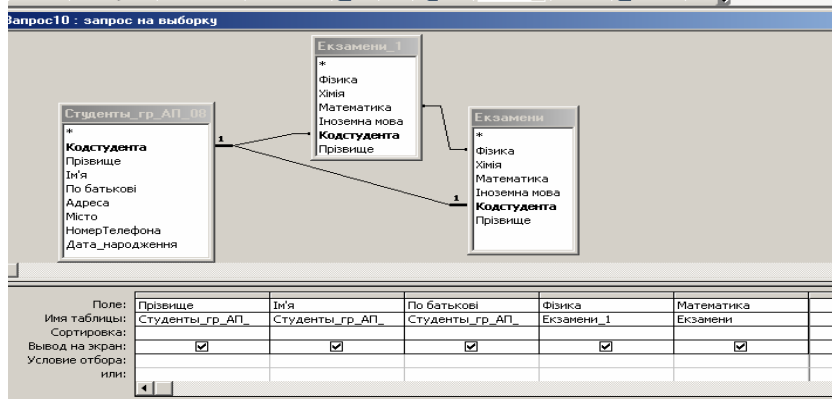 Запрос10 : запрос на выборку
Екзамени_1
*
Фізика
Хімія
Математика
Іноземна мова
Кодстудента
Прізвище
Студенты_гр_АП_08
*
Кодстудента
Прізвище
Ім'я
По батькові
Адреса
Місто
НомерТелефона
Дата_народження
1
Екзамени
*
Фізика
Хімія
Математика
Іноземна мова
Кодстудента
Прізвище
1
Поле: Прізвище Ім'я По батькові Фізика Математика
Имя таблицы: Студенты_гр_АП_ Студенты_гр_АП_ Студенты_гр_АП_ Екзамени_1 Екзамени
Сортировка:
Вывод на экран:
Условие отбора:
или: